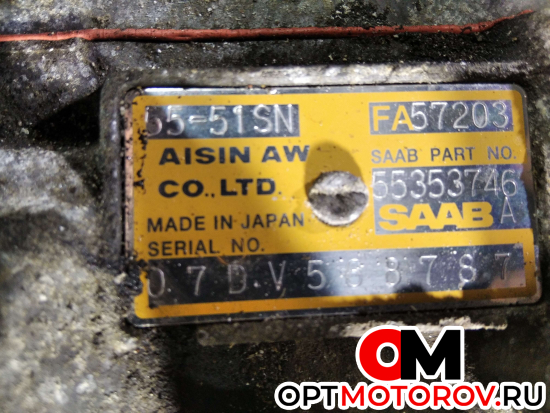 55-51SN FA57203
AISIN AW SAAB PART NO.
CO.,LTD. 55353746
MADE IN JAPAN SAAB A
SERIAL NO.
OM
OPTMOTOROV.RU